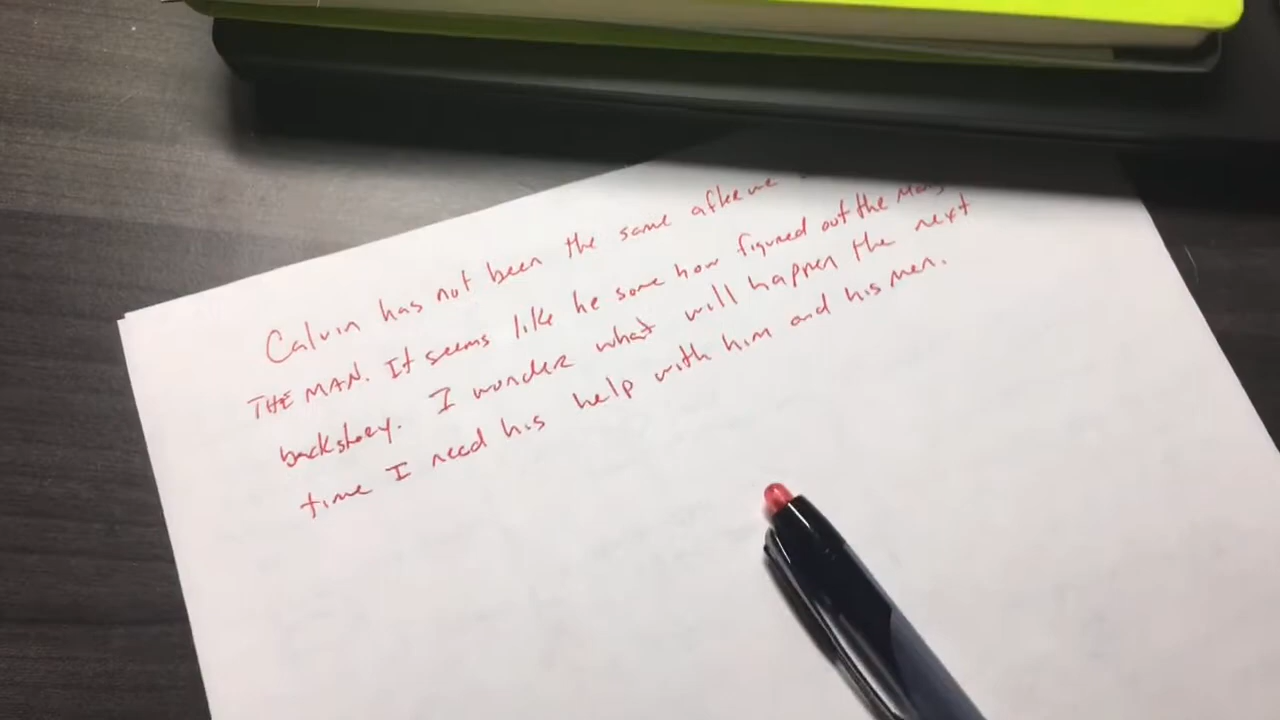 Calvin has not been the same after we
THE MAN. It seems like he some how figured out the Mans
backstory. I wonder what will happen the next
time I need his help with him and his men.